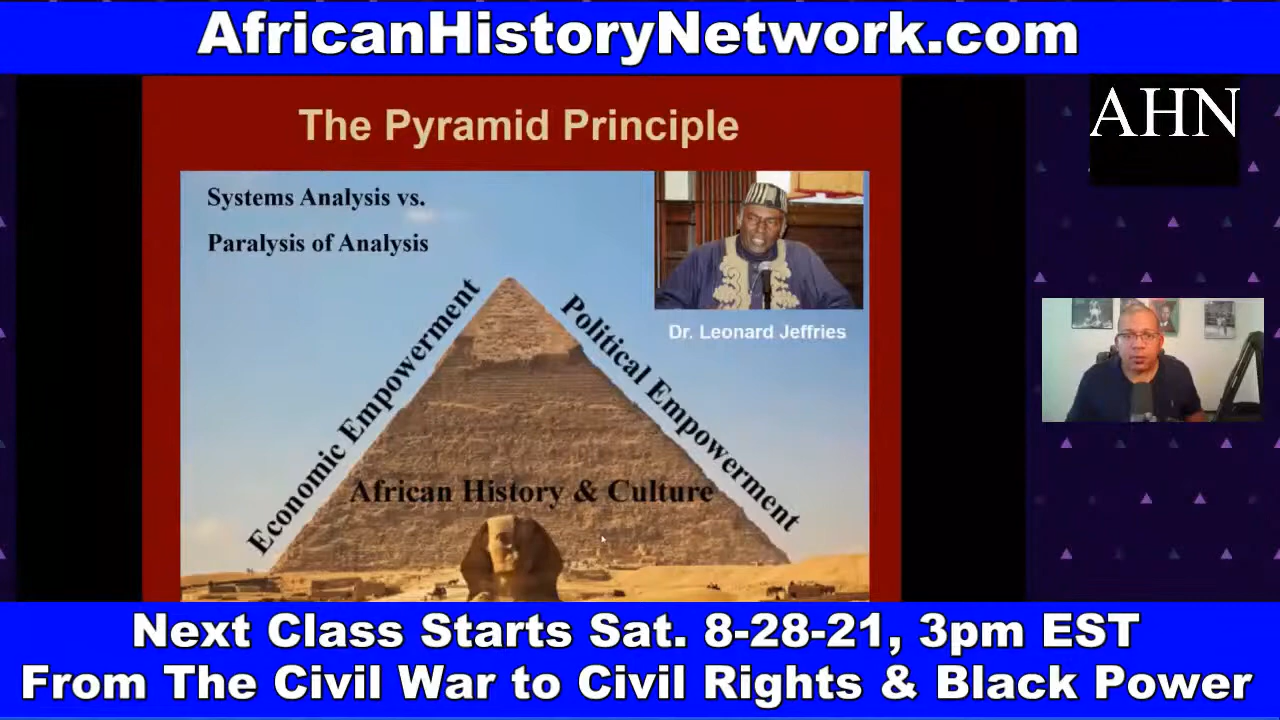 AfricanHistoryNetwork.com
AHN
The Pyramid Principle
Systems Analysis vs.
Paralysis of Analysis
Dr. Leonard Jeffries
Economic Empowerment
Political Empowerment
African History & Culture
Next Class Starts Sat. 8-28-21, 3pm EST
From The Civil War to Civil Rights & Black Power